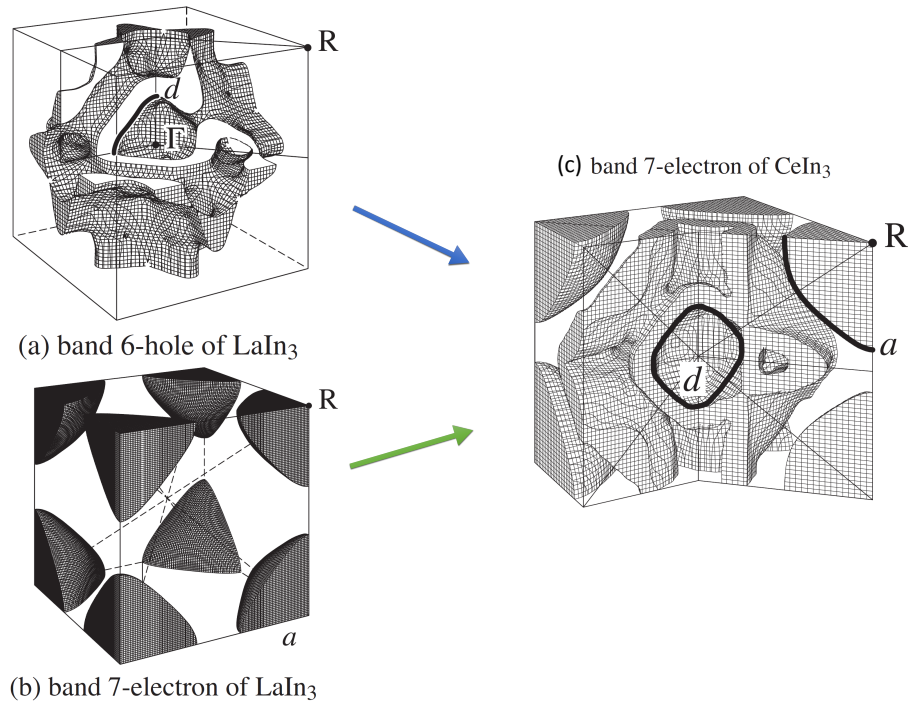 R
d
Γ
(a) band 6-hole of LaIn₃
R
a
(b) band 7-electron of LaIn₃
(c) band 7-electron of CeIn₃
R
a
d